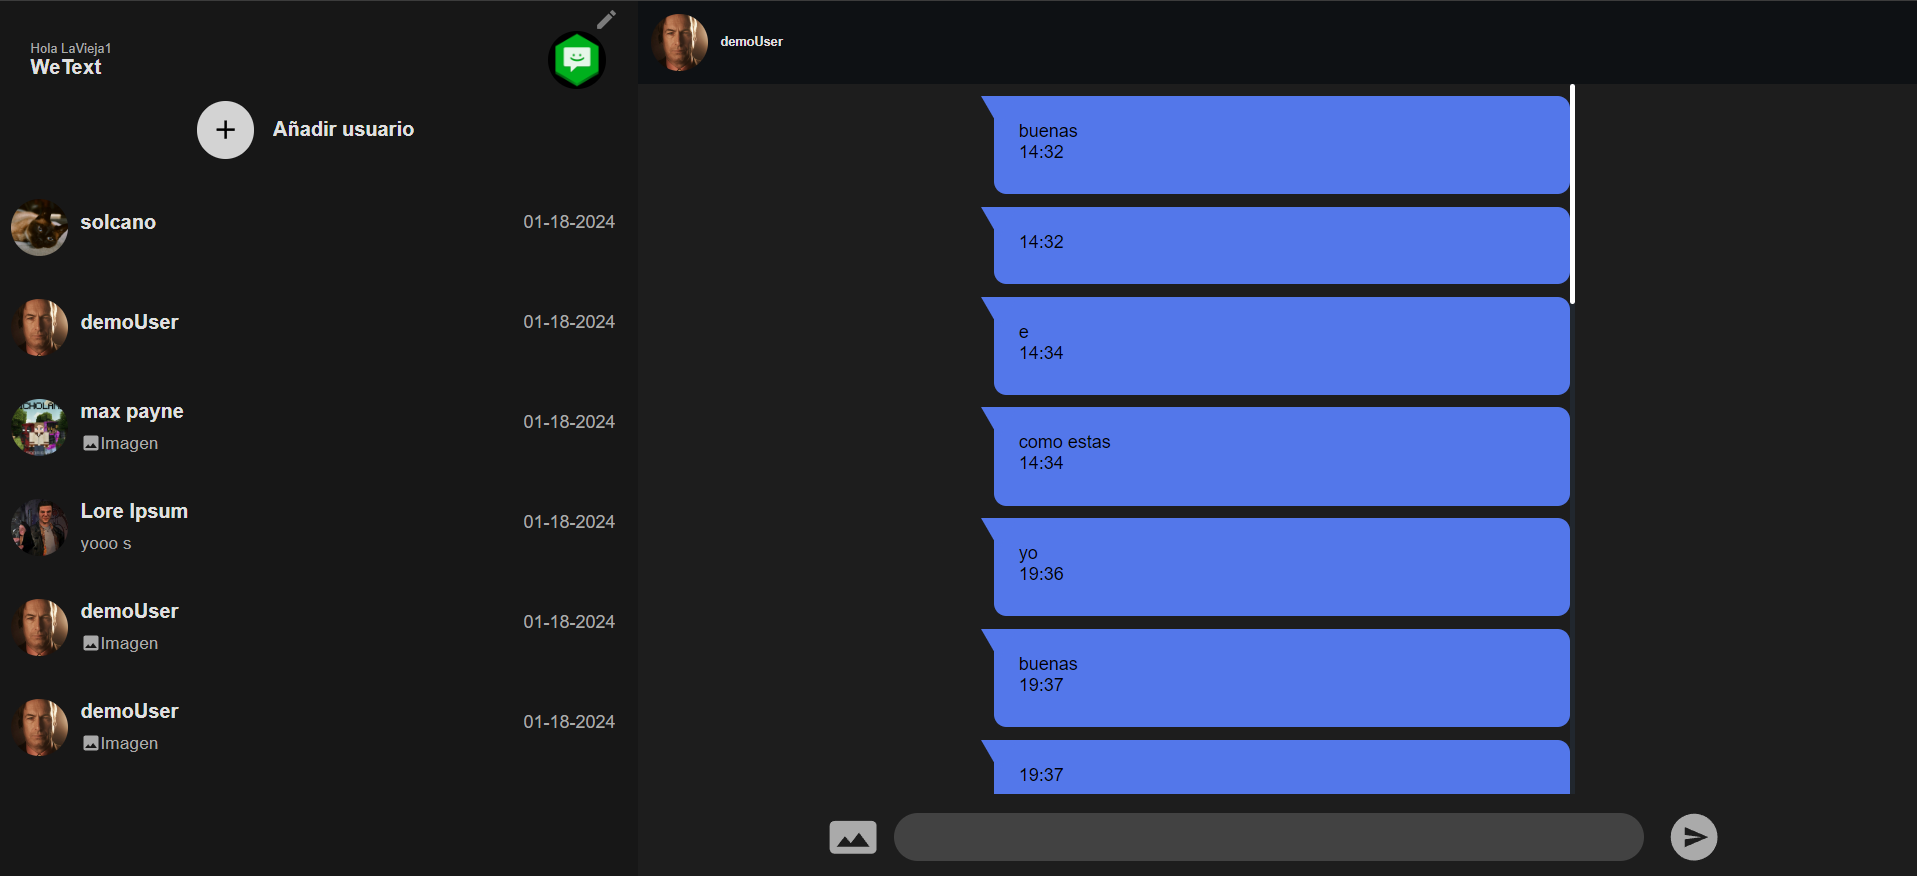 Hola LaVieja1
WeText
Añadir usuario
solcano
01-18-2024
demoUser
01-18-2024
max payne
Imagen
01-18-2024
Lore Ipsum
yooo s
01-18-2024
demoUser
Imagen
01-18-2024
demoUser
Imagen
01-18-2024
demoUser
buenas
14:32
14:32
e
14:34
como estas
14:34
yo
19:36
buenas
19:37
19:37